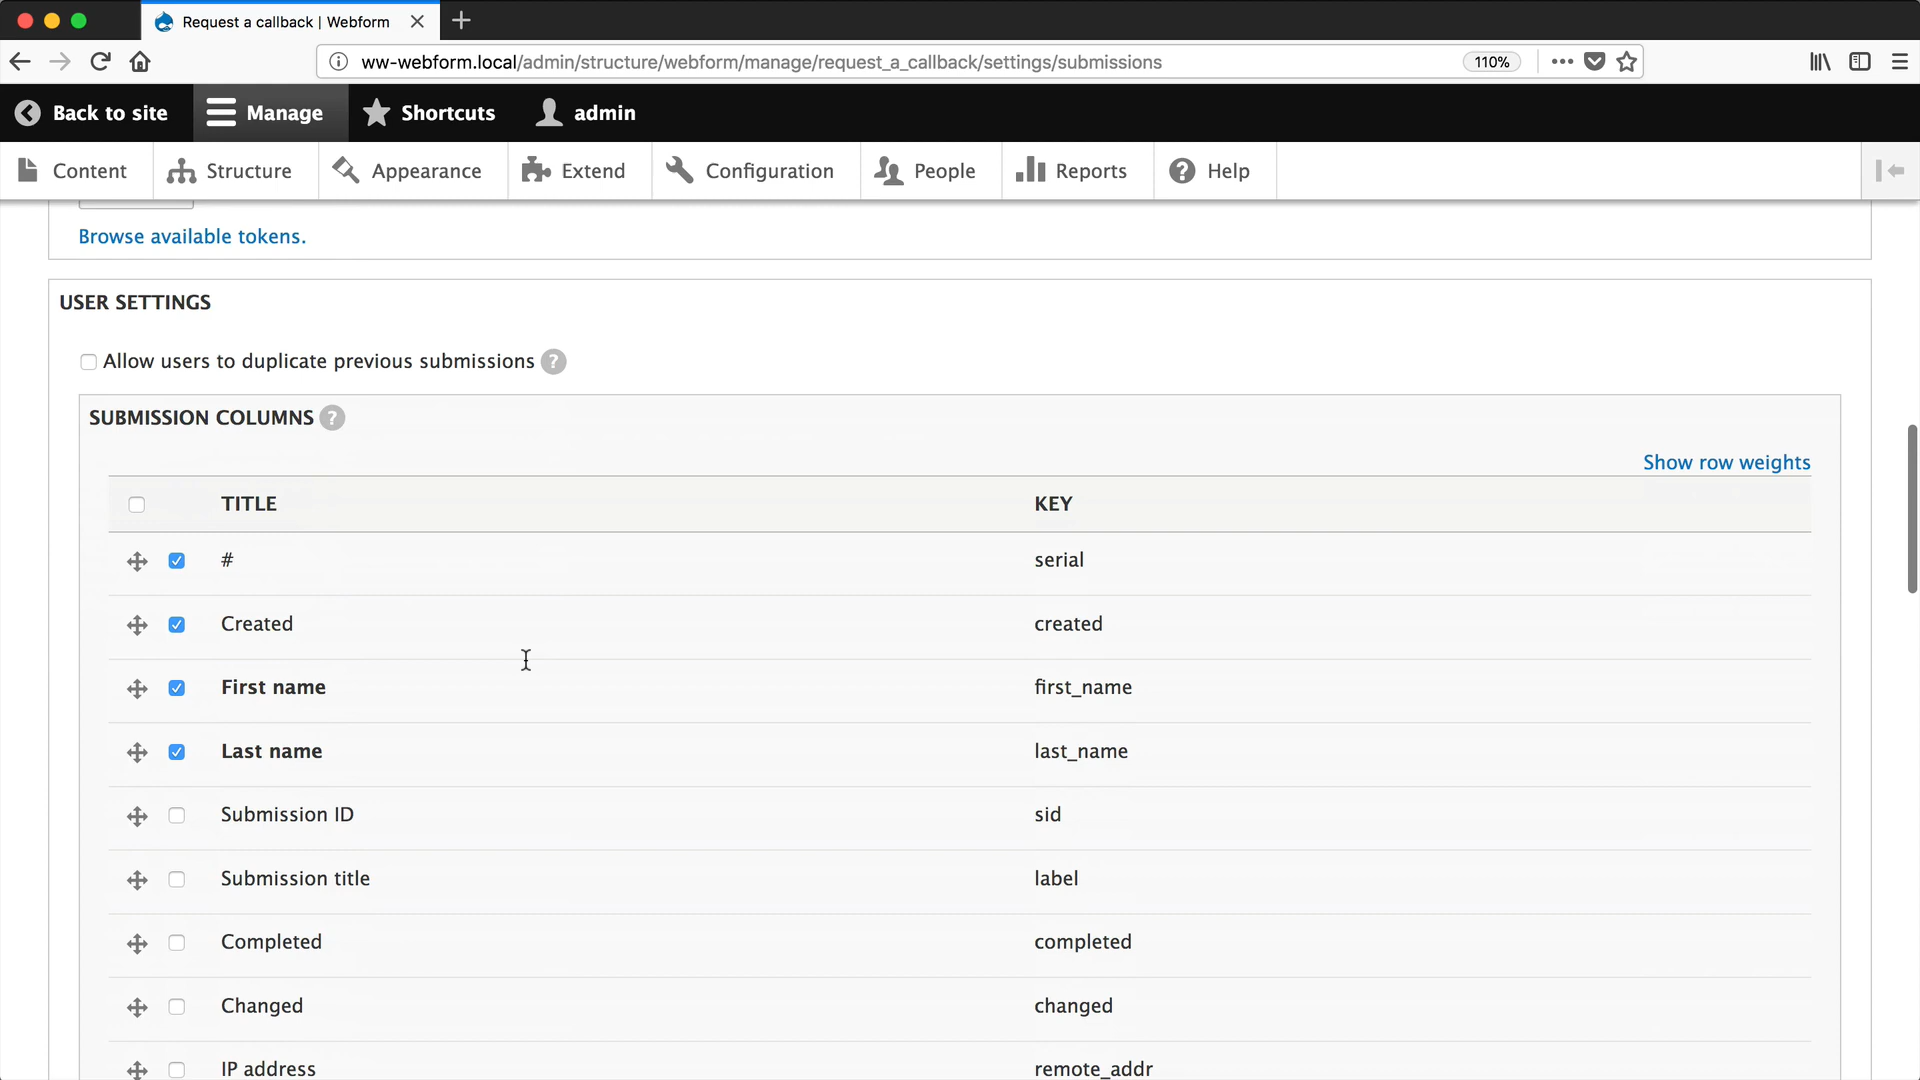 Request a callback | Webform
ww-webform.local/admin/structure/webform/manage/request_a_callback/settings/submissions
110%
Back to site
Manage
Shortcuts
admin
Content
Structure
Appearance
Extend
Configuration
People
Reports
Help
Browse available tokens.
USER SETTINGS
Allow users to duplicate previous submissions ?
SUBMISSION COLUMNS ?
Show row weights
TITLE KEY
# serial
Created created
First name first_name
Last name last_name
Submission ID sid
Submission title label
Completed completed
Changed changed
IP address remote_addr